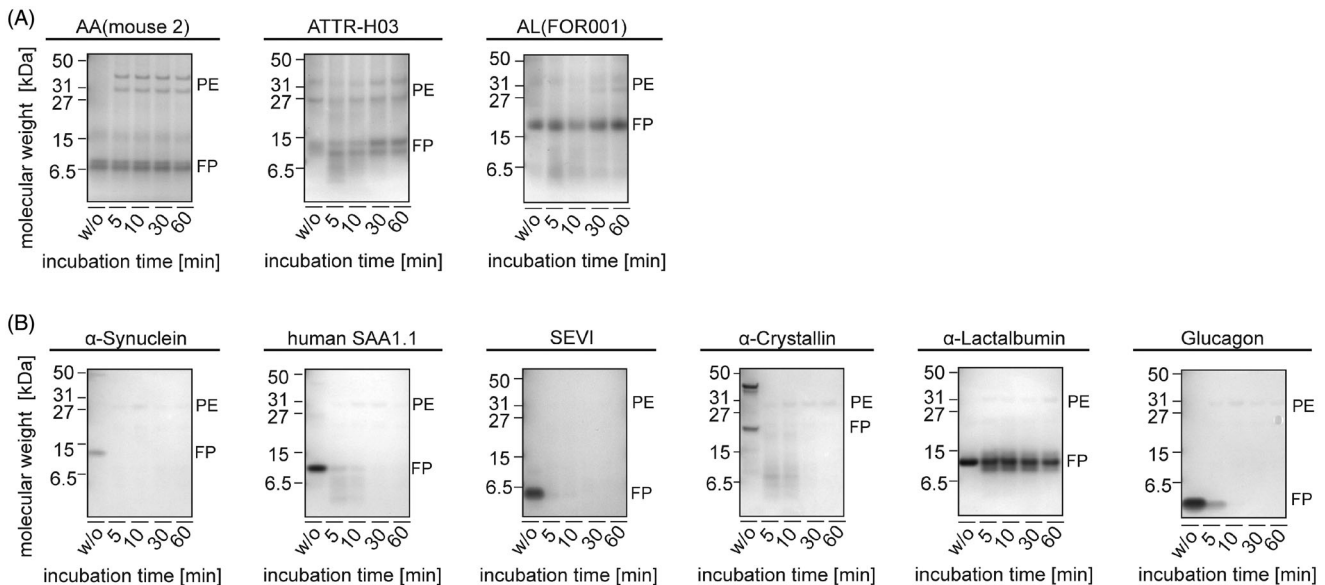 (A)
AA(mouse 2)
ATTR-H03
AL(FOR001)
molecular weight [kDa]
50
31
27
15
6.5
PE
FP
w/o 5 10 30 60
incubation time [min]
50
31
27
15
6.5
PE
FP
w/o 5 10 30 60
incubation time [min]
50
31
27
15
6.5
PE
FP
w/o 5 10 30 60
incubation time [min]
(B)
α-Synuclein
human SAA1.1
SEVI
α-Crystallin
α-Lactalbumin
Glucagon
molecular weight [kDa]
50
31
27
15
6.5
PE
FP
w/o 5 10 30 60
incubation time [min]
50
31
27
15
6.5
PE
FP
w/o 5 10 30 60
incubation time [min]
50
31
27
15
6.5
PE
FP
w/o 5 10 30 60
incubation time [min]
50
31
27
15
6.5
PE
FP
w/o 5 10 30 60
incubation time [min]
50
31
27
15
6.5
PE
FP
w/o 5 10 30 60
incubation time [min]
50
31
27
15
6.5
PE
FP
w/o 5 10 30 60
incubation time [min]